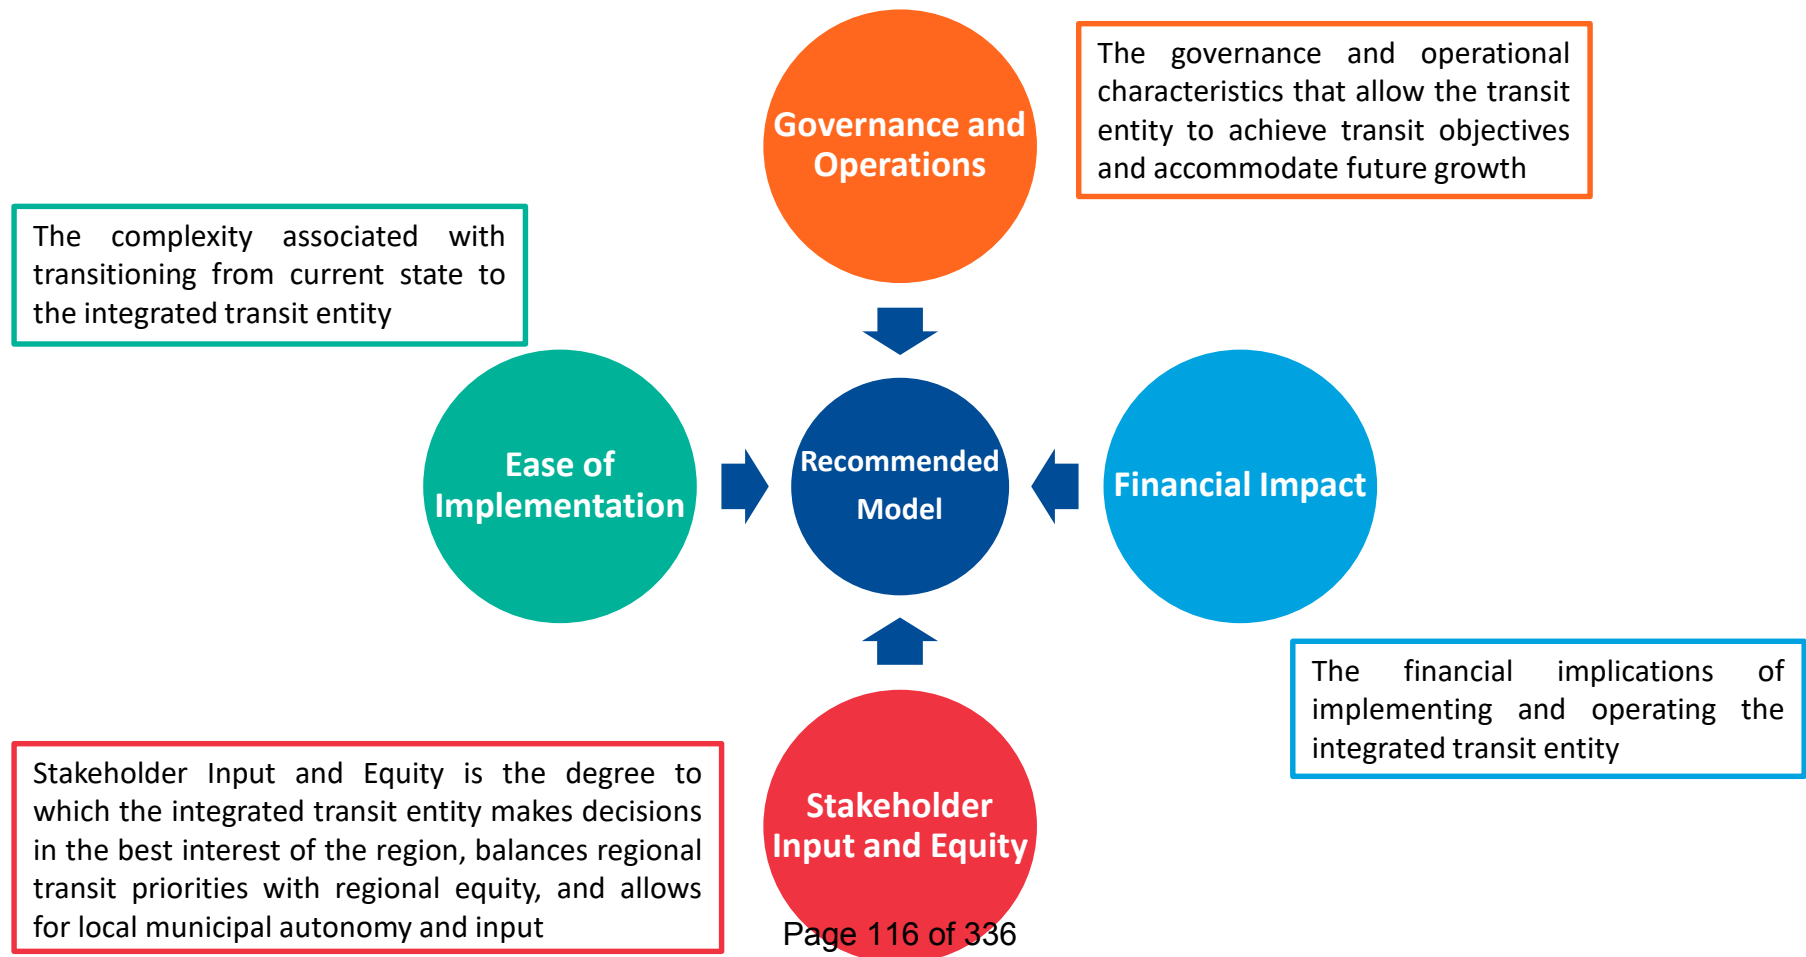 Governance and
Operations
The governance and operational
characteristics that allow the transit
entity to achieve transit objectives
and accommodate future growth
The complexity associated with
transitioning from current state to
the integrated transit entity
Ease of
Implementation
Recommended
Model
Financial Impact
The financial implications of
implementing and operating the
integrated transit entity
Stakeholder Input and Equity is the degree to
which the integrated transit entity makes decisions
in the best interest of the region, balances regional
transit priorities with regional equity, and allows
for local municipal autonomy and input
Stakeholder
Input and Equity
Page 116 of 336